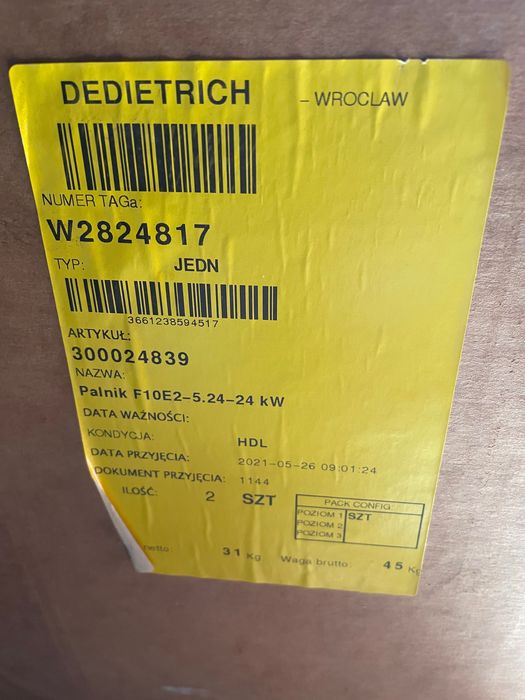 DEDIETRICH - WROCLAW
NUMER TAGa:
W2824817
TYP: JEDN
3661238594517
ARTYKUŁ:
300024839
NAZWA:
Palnik F10E2-5.24-24 kW
DATA WAŻNOŚCI:
KONDYCJA: HDL
DATA PRZYJĘCIA: 2021-05-26 09:01:24
DOKUMENT PRZYJĘCIA: 1144
ILOŚĆ: 2 SZT
PACK CONFIG:
POZIOM 1 SZT
POZIOM 2
POZIOM 3
netto: 31 Kg Waga brutto: 45 Kg